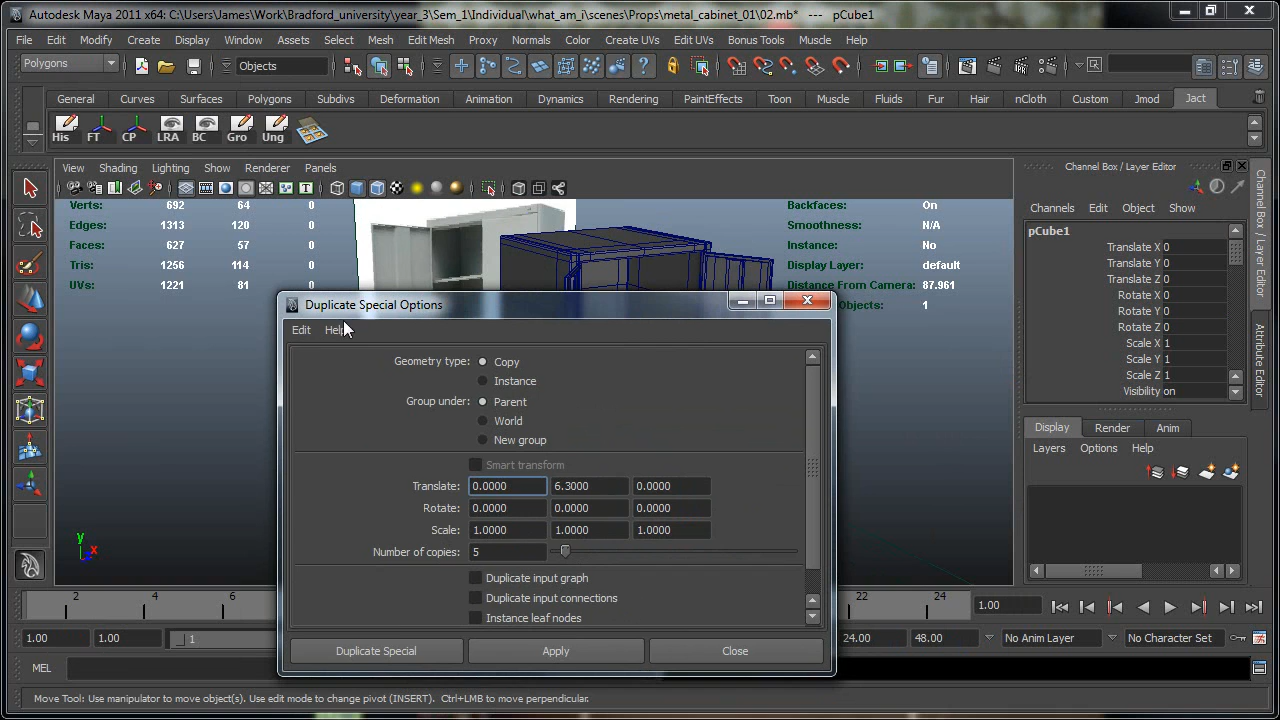 Autodesk Maya 2011 x64: C:\Users\James\Work\Bradford_university\year_3\Sem_1\Individual\what_am_i\scenes\Props\metal_cabinet_01\02.mb* --- pCube1
File Edit Modify Create Display Window Assets Select Mesh Edit Mesh Proxy Normals Color Create UVs Edit UVs Bonus Tools Muscle Help
Polygons Objects
General Curves Surfaces Polygons Subdivs Deformation Animation Dynamics Rendering PaintEffects Toon Muscle Fluids Fur Hair nCloth Custom Jmod Jact
His FT CP LRA BC Gro Ung
View Shading Lighting Show Renderer Panels
Channel Box / Layer Editor
Verts: 692 64 0
Edges: 1313 120 0
Faces: 627 57 0
Tris: 1256 114 0
UVs: 1221 81 0
Backfaces: On
Smoothness: N/A
Instance: No
Display Layer: default
Distance From Camera: 87.961
Objects: 1
Channels Edit Object Show
pCube1
Translate X 0
Translate Y 0
Translate Z 0
Rotate X 0
Rotate Y 0
Rotate Z 0
Scale X 1
Scale Y 1
Scale Z 1
Visibility on
Channel Box / Layer Editor
Attribute Editor
Display Render Anim
Layers Options Help
Duplicate Special Options
Edit Help
Geometry type: Copy
Instance
Group under: Parent
World
New group
Smart transform
Translate: 0.0000 6.3000 0.0000
Rotate: 0.0000 0.0000 0.0000
Scale: 1.0000 1.0000 1.0000
Number of copies: 5
Duplicate input graph
Duplicate input connections
Instance leaf nodes
Duplicate Special Apply Close
y
x
2 4 6 22 24 1.00
1.00 1.00 1 24.00 48.00 No Anim Layer No Character Set
MEL
Move Tool: Use manipulator to move object(s). Use edit mode to change pivot (INSERT). Ctrl+LMB to move perpendicular.